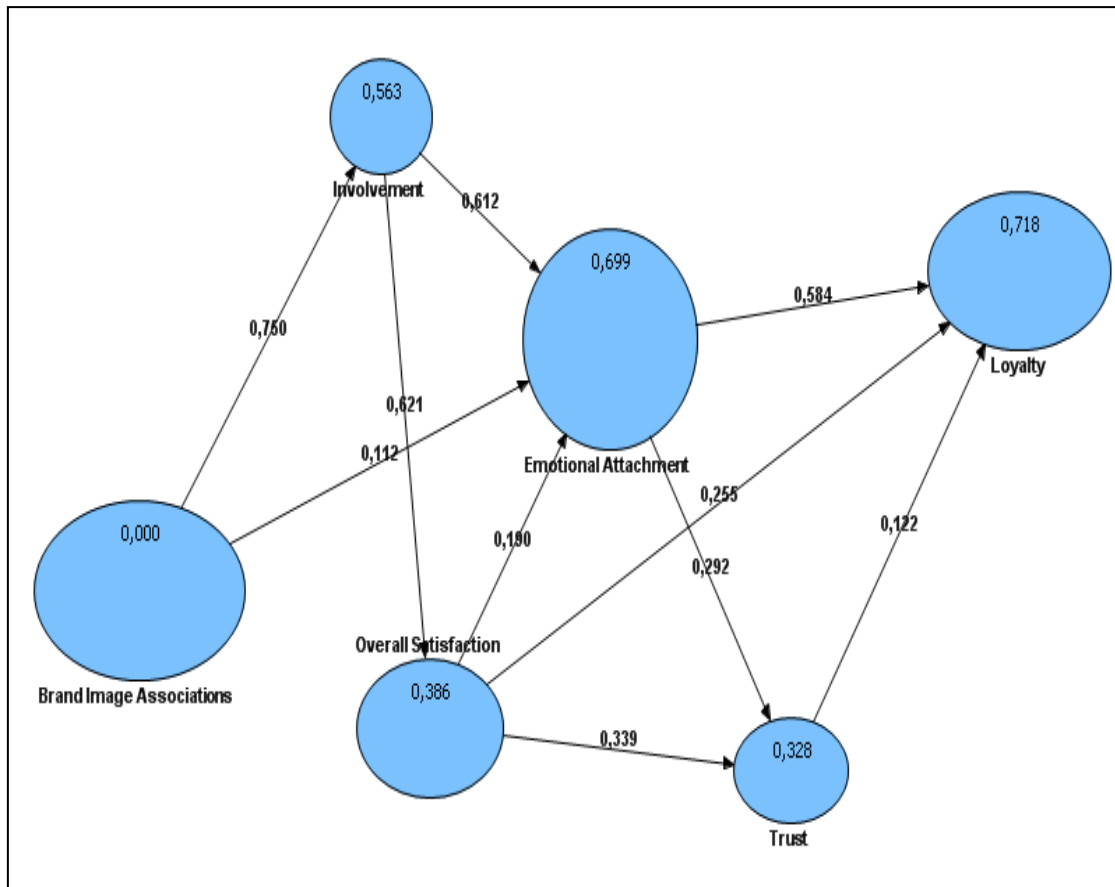 0,563
Involvement
0,612
0,699
0,718
0,584
0,750
Loyalty
0,621
0,112
Emotional Attachment
0,255
0,000
0,190
0,122
0,292
Overall Satisfaction
0,386
Brand Image Associations
0,339
0,328
Trust